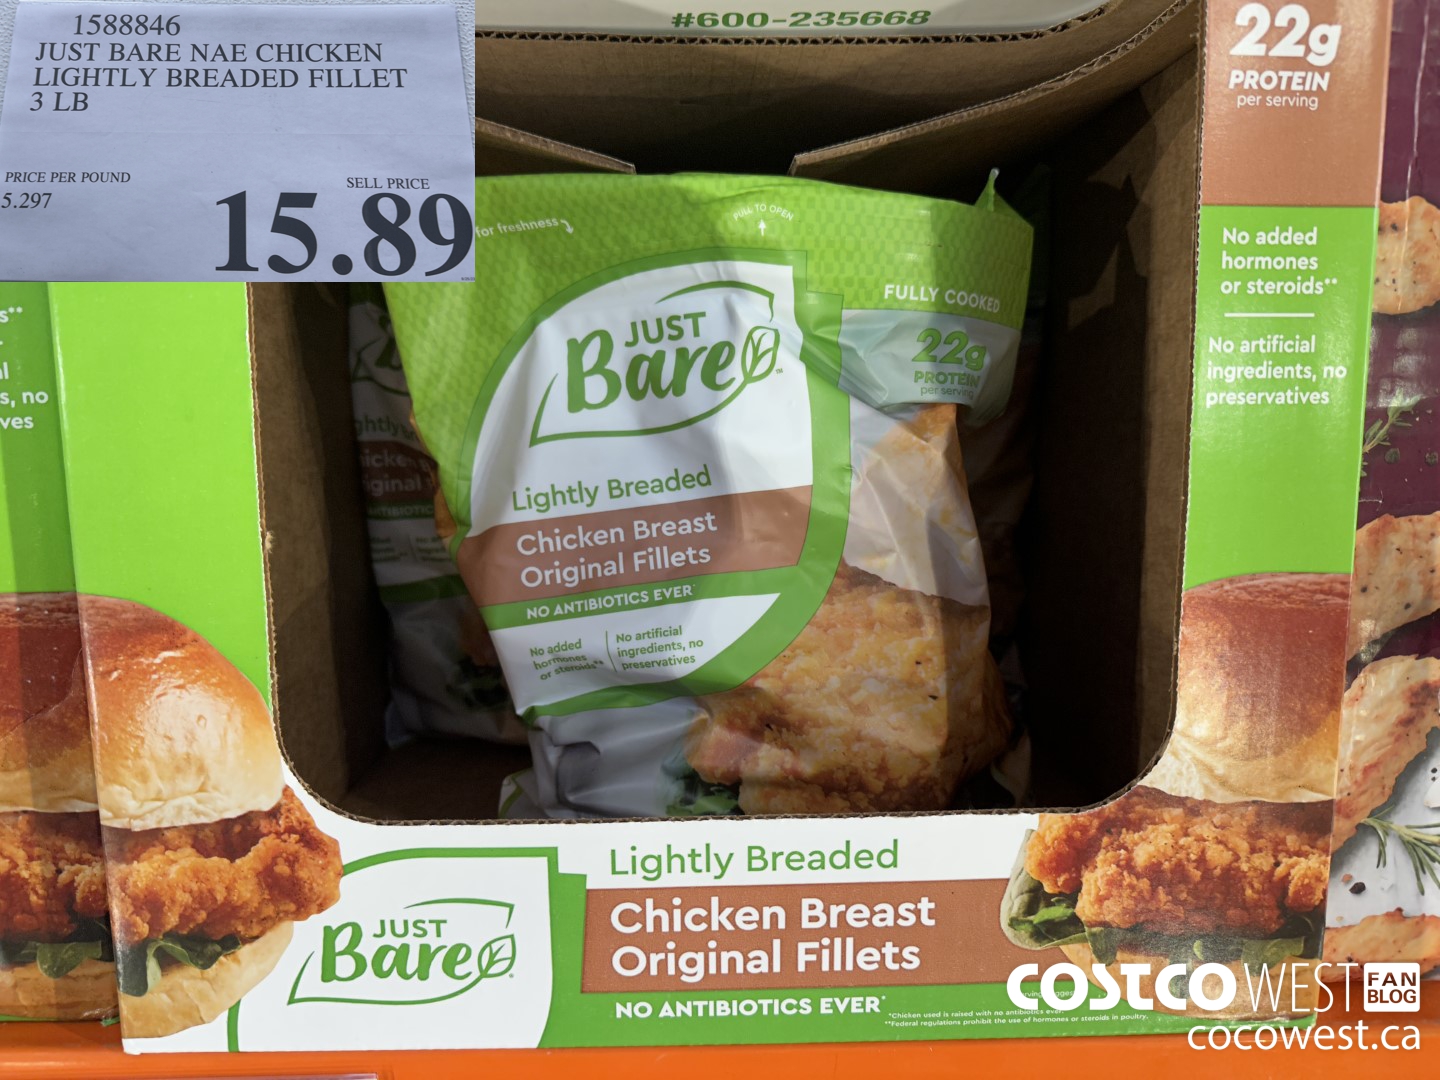 1588846
JUST BARE NAE CHICKEN
LIGHTLY BREADED FILLET
3 LB
PRICE PER POUND
5.297
SELL PRICE
15.89
#600-235668
22g
PROTEIN
per serving
No added
hormones
or steroids**
No artificial
ingredients, no
preservatives
for freshness
PULL TO OPEN
FULLY COOKED
22g
PROTEIN
per serving
JUST
Bare
™
Lightly Breaded
Chicken Breast
Original Fillets
NO ANTIBIOTICS EVER*
No added
hormones
or steroids**
No artificial
ingredients, no
preservatives
s**
al
s, no
ves
Lightly Breaded
Chicken Breast
Original Fillets
NO ANTIBIOTICS EVER*
JUST
Bare
*Chicken used is raised with no antibiotics ever.
**Federal regulations prohibit the use of hormones or steroids in poultry.
COSTCO WEST FAN BLOG
cocowest.ca